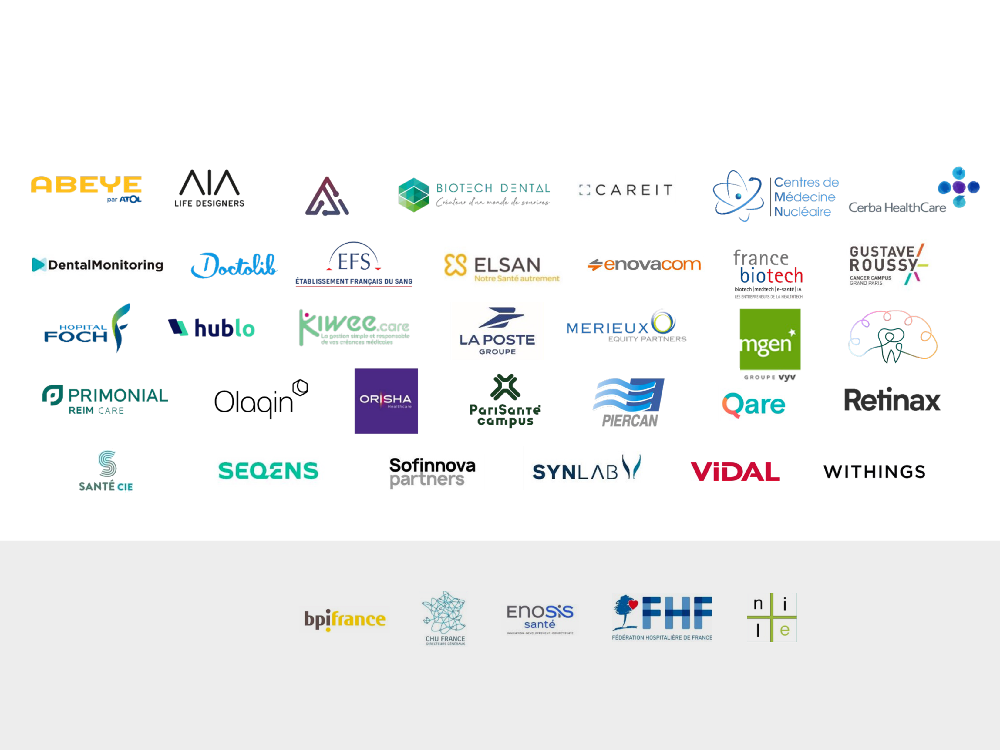 ABEYE
par ATOL
AIA
LIFE DESIGNERS
BIOTECH DENTAL
Créateur d'un monde de sourires
CAREIT
Centres de
Médecine
Nucléaire
Cerba HealthCare
DentalMonitoring
Doctolib
EFS
ÉTABLISSEMENT FRANÇAIS DU SANG
ELSAN
Notre Santé autrement
enovacom
france
biotech
biotech|medtech|e-santé|IA
LES ENTREPRENEURS DE LA HEALTHTECH
GUSTAVE
ROUSSY
CANCER CAMPUS
GRAND PARIS
HOPITAL
FOCH
hublo
Kiwee.care
La gestion simple et responsable
de vos créances médicales
LA POSTE
GROUPE
MERIEUX
EQUITY PARTNERS
mgen
GROUPE vyv
PRIMONIAL
REIM CARE
Olaqin
ORISHA
Healthcare
PariSanté
campus
PIERCAN
Qare
Retinax
SANTÉ CIE
SEQENS
Sofinnova
partners
SYNLAB
ViDAL
WITHINGS
bpifrance
CHU FRANCE
DIRECTEURS GÉNÉRAUX
ENOSIS
santé
INNOVATION - DEVELOPPEMENT - COMPETITIVITE
FHF
FÉDÉRATION HOSPITALIÈRE DE FRANCE
n i
l e